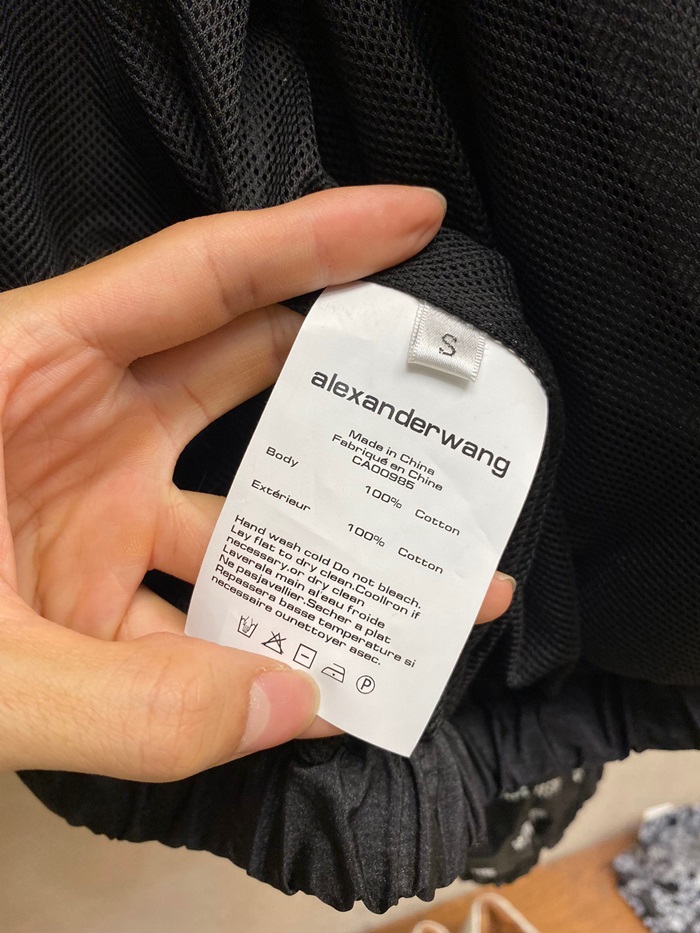 S
alexanderwang
Made in China
Fabriqué en Chine
CA00985
Body 100% Cotton
Extérieur 100% Cotton
Hand wash cold Do not bleach.
Lay flat to dry clean.CoolIron if
necessary.or dry clean
Laverala main al'eau froide
Ne pasjavellier.Secher a plat
Repassera basse temperature si
necessaire ounettoyer asec.
P